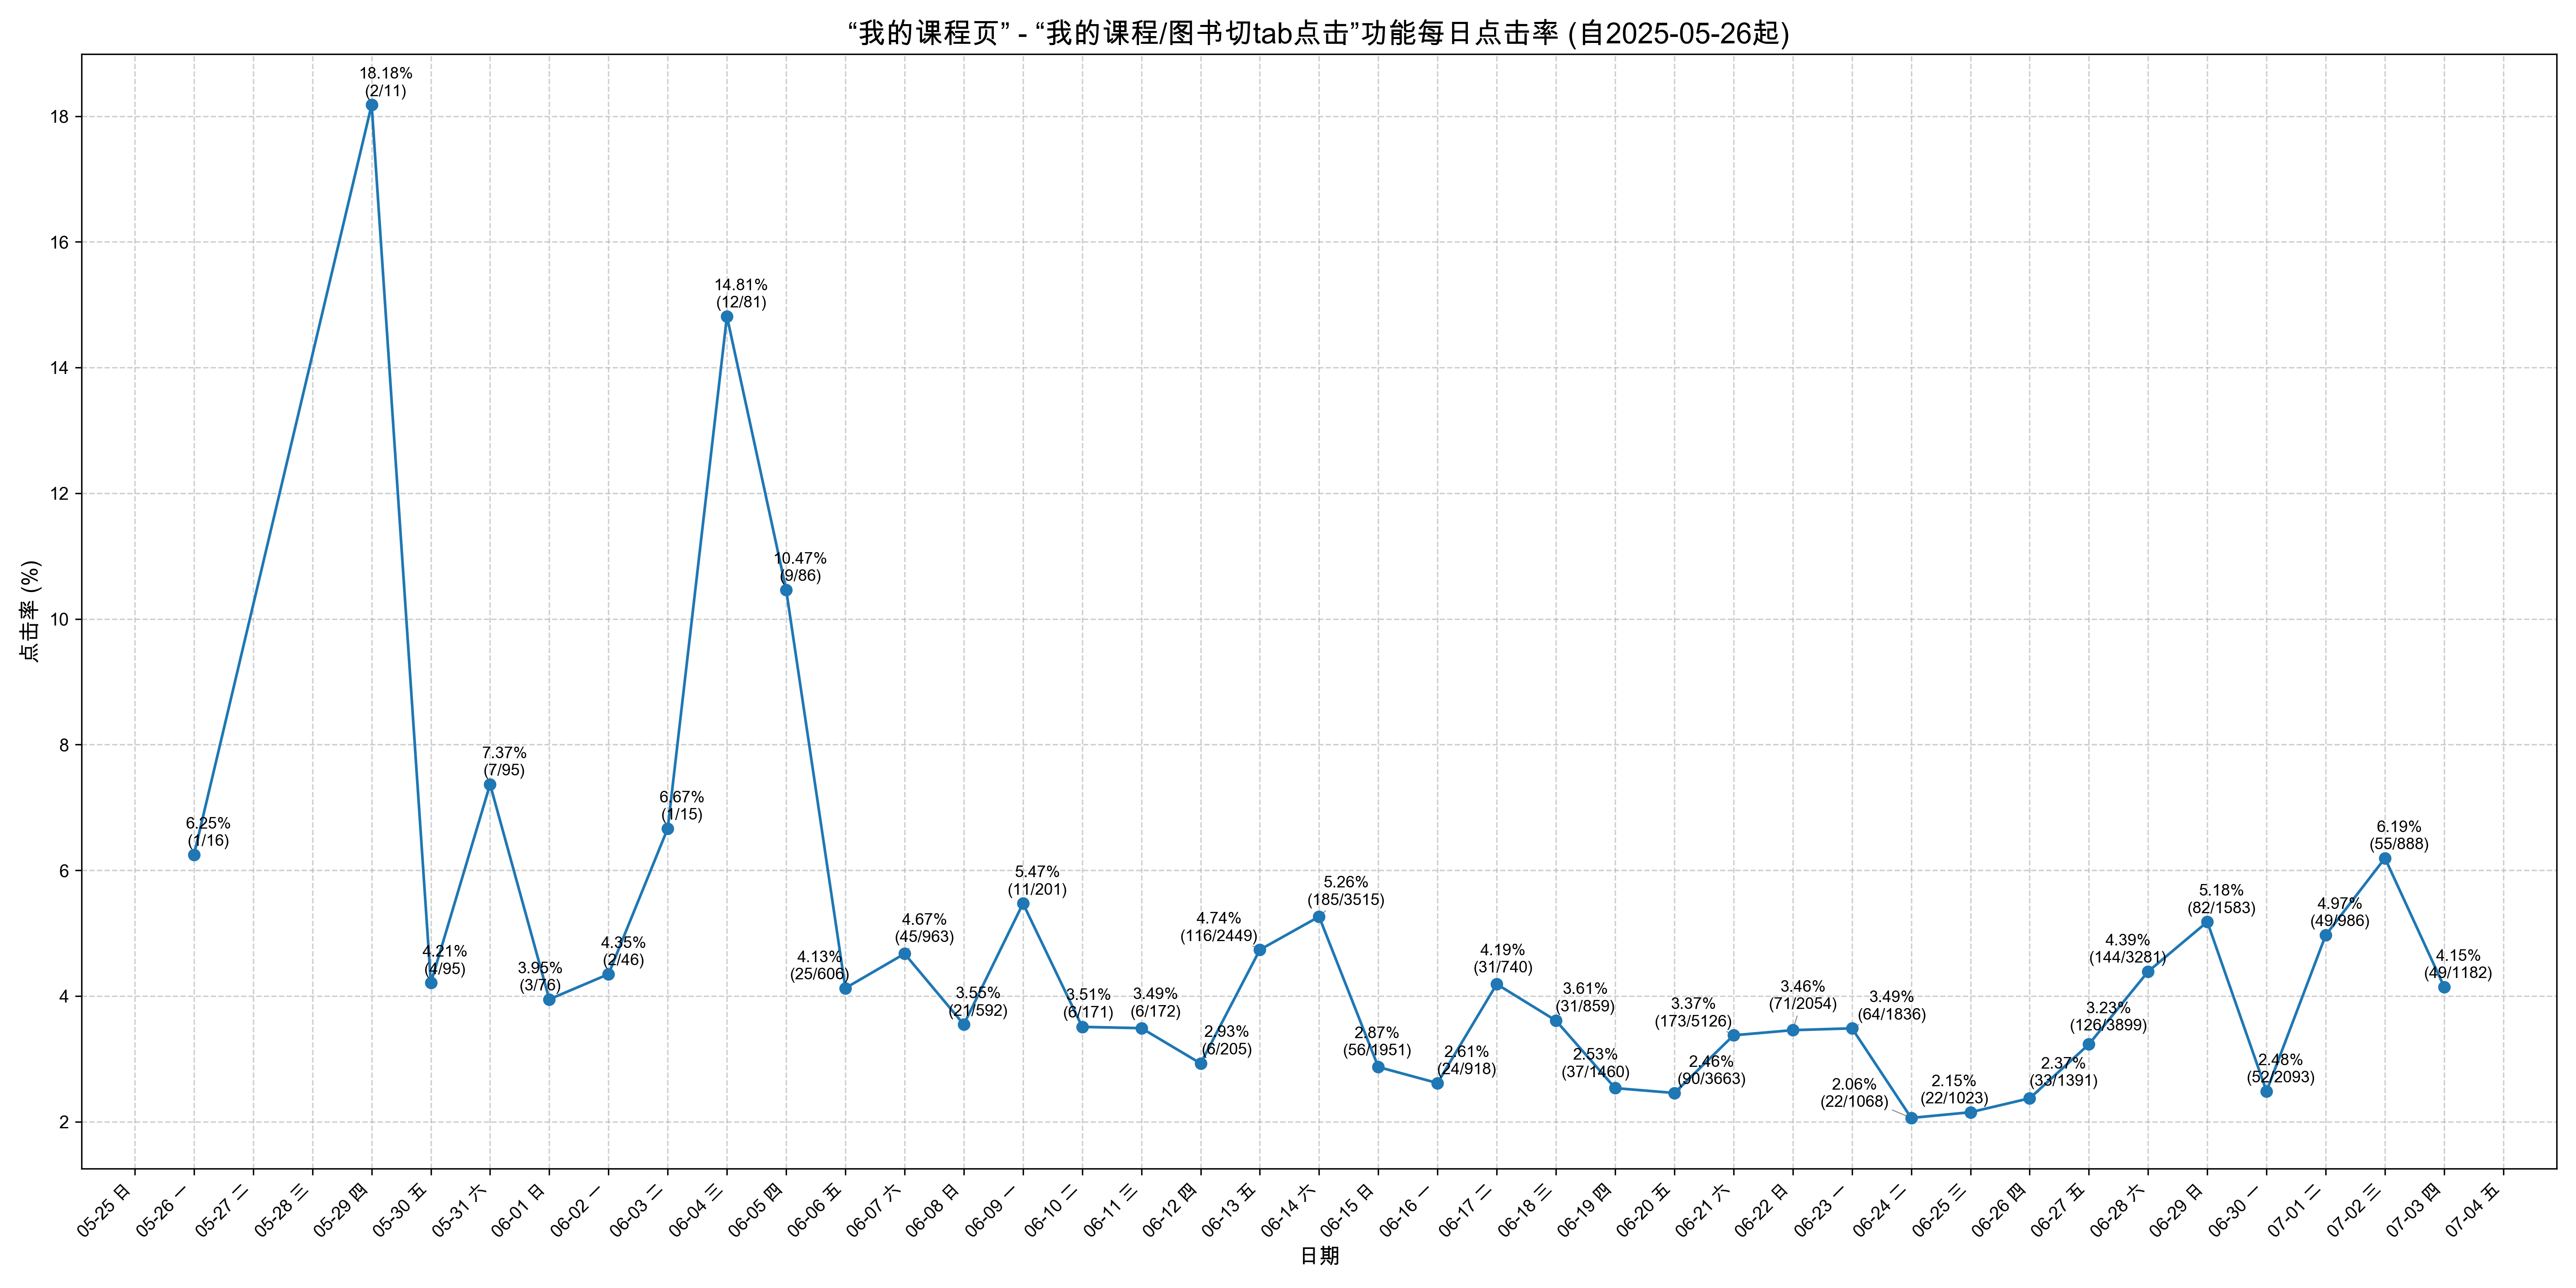 “我的课程页” - “我的课程/图书切tab点击”功能每日点击率 (自2025-05-26起)
点击率 (%)
18
16
14
12
10
8
6
4
2
6.25%
(1/16)
18.18%
(2/11)
4.21%
(4/95)
7.37%
(7/95)
3.95%
(3/76)
4.35%
(2/46)
6.67%
(1/15)
14.81%
(12/81)
10.47%
(9/86)
4.13%
(25/606)
4.67%
(45/963)
3.55%
(21/592)
5.47%
(11/201)
3.51%
(6/171)
3.49%
(6/172)
2.93%
(6/205)
4.74%
(116/2449)
5.26%
(185/3515)
2.87%
(56/1951)
2.61%
(24/918)
4.19%
(31/740)
3.61%
(31/859)
2.53%
(37/1460)
2.46%
(90/3663)
3.37%
(173/5126)
3.46%
(71/2054)
3.49%
(64/1836)
2.06%
(22/1068)
2.15%
(22/1023)
2.37%
(33/1391)
3.23%
(126/3899)
4.39%
(144/3281)
5.18%
(82/1583)
2.48%
(52/2093)
4.97%
(49/986)
6.19%
(55/888)
4.15%
(49/1182)
05-25 日
05-26 一
05-27 二
05-28 三
05-29 四
05-30 五
05-31 六
06-01 日
06-02 一
06-03 二
06-04 三
06-05 四
06-06 五
06-07 六
06-08 日
06-09 一
06-10 二
06-11 三
06-12 四
06-13 五
06-14 六
06-15 日
06-16 一
06-17 二
06-18 三
06-19 四
06-20 五
06-21 六
06-22 日
06-23 一
06-24 二
06-25 三
06-26 四
06-27 五
06-28 六
06-29 日
06-30 一
07-01 二
07-02 三
07-03 四
07-04 五
日期